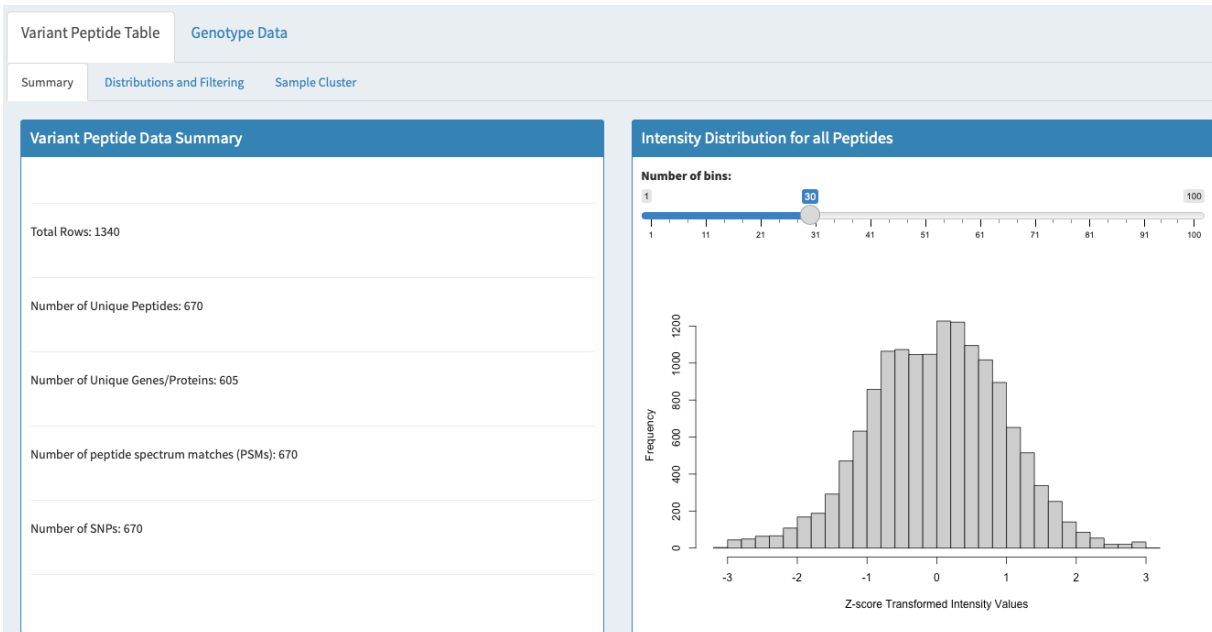 Variant Peptide Table Genotype Data
Summary Distributions and Filtering Sample Cluster
Variant Peptide Data Summary
Total Rows: 1340
Number of Unique Peptides: 670
Number of Unique Genes/Proteins: 605
Number of peptide spectrum matches (PSMs): 670
Number of SNPs: 670
Intensity Distribution for all Peptides
Number of bins:
1 30 100
1 11 21 31 41 51 61 71 81 91 100
Frequency
1200
1000
800
600
400
200
0
-3 -2 -1 0 1 2 3
Z-score Transformed Intensity Values